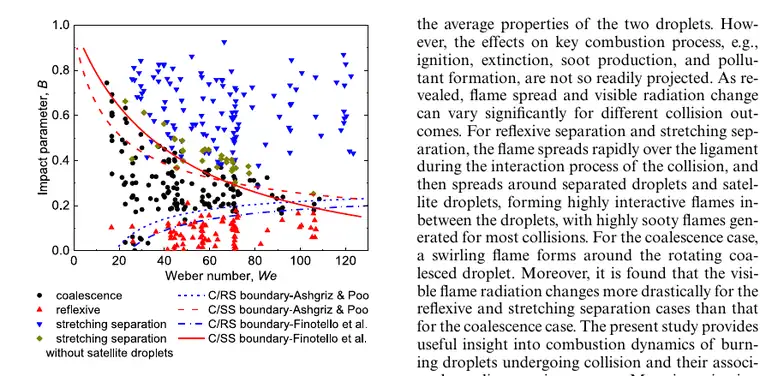 1.0
0.8
0.6
0.4
0.2
0.0
Impact parameter, B
0 20 40 60 80 100 120
Weber number, We
coalescence
reflexive
stretching separation
stretching separation
without satellite droplets
C/RS boundary-Ashgriz & Poo
C/SS boundary-Ashgriz & Poo
C/RS boundary-Finotello et al.
C/SS boundary-Finotello et al.
the average properties of the two droplets. How-
ever, the effects on key combustion process, e.g.,
ignition, extinction, soot production, and pollu-
tant formation, are not so readily projected. As re-
vealed, flame spread and visible radiation change
can vary significantly for different collision out-
comes. For reflexive separation and stretching sep-
aration, the flame spreads rapidly over the ligament
during the interaction process of the collision, and
then spreads around separated droplets and satel-
lite droplets, forming highly interactive flames in-
between the droplets, with highly sooty flames gen-
erated for most collisions. For the coalescence case,
a swirling flame forms around the rotating coa-
lesced droplet. Moreover, it is found that the visi-
ble flame radiation changes more drastically for the
reflexive and stretching separation cases than that
for the coalescence case. The present study provides
useful insight into combustion dynamics of burn-
ing droplets undergoing collision and their associ-